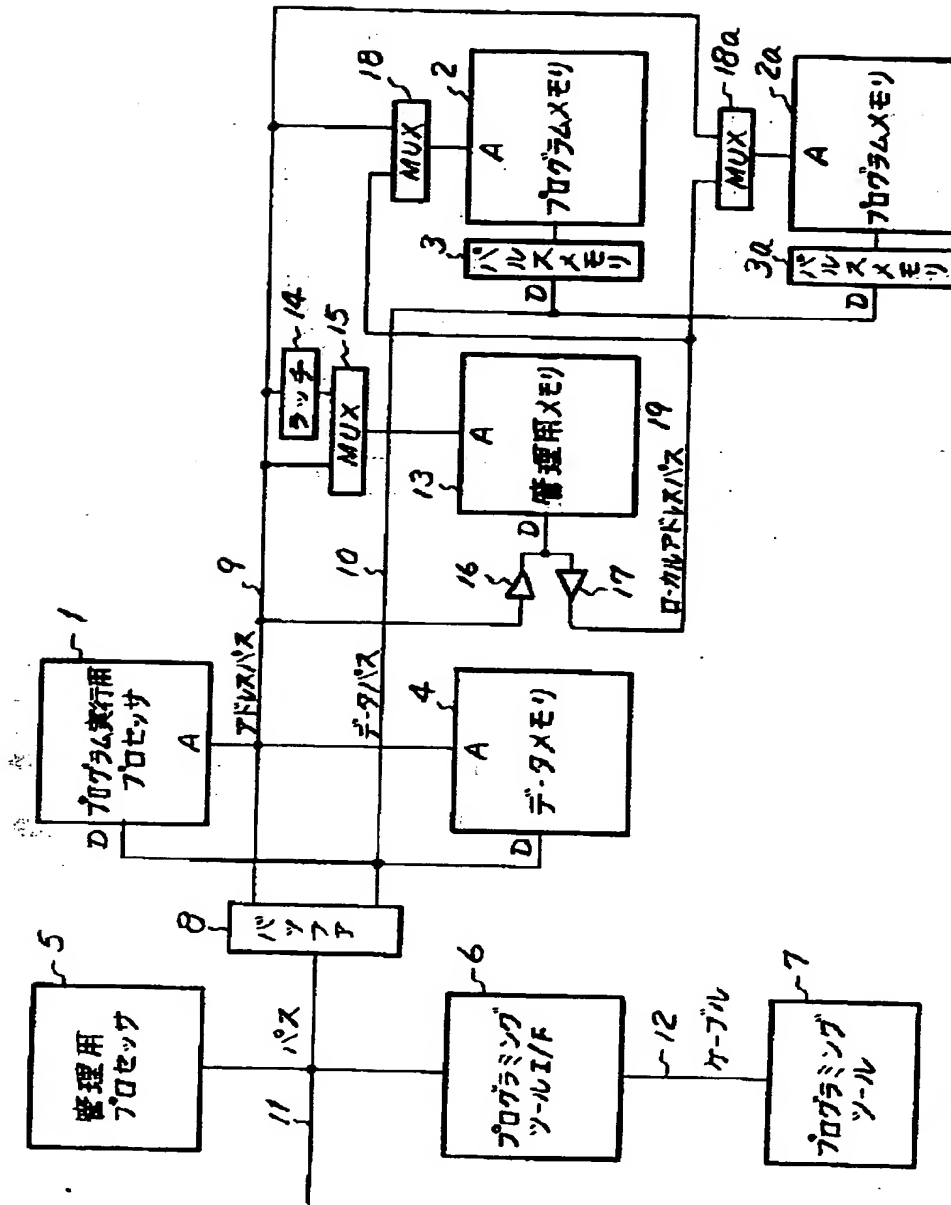 5
管理用
プロセッサ
11
バス
6
プログラミング
ツールI/F
12
ケーブル
7
プログラミング
ツール
8
バッファ
1
プログラム実行用
プロセッサ
D
A
9
アドレスバス
10
データバス
4
A
データメモリ
D
14
ラッチ
15
MUX
13
A
管理用メモリ
D
16
17
ローカルアドレスバス
19
18
MUX
2
A
プログラムメモリ
3
パルスメモリ
D
18a
MUX
2a
A
プログラムメモリ
3a
パルスメモリ
D